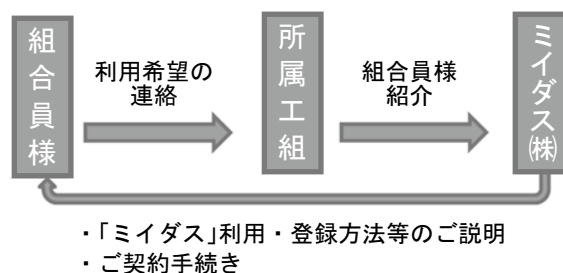 組合員様
利用希望の
連絡
所属工組
組合員様
紹介
ミイダス㈱
・「ミイダス」利用・登録方法等のご説明
・ご契約手続き